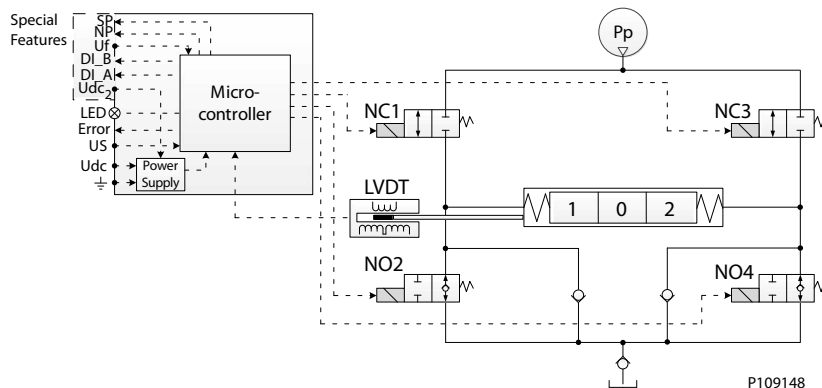 Special
Features
SP
NP
Uf
DI_B
DI_A
Udc2
LED
Error
US
Udc
Micro-
controller
Power
Supply
Pp
NC1
NC3
LVDT
1 0 2
NO2
NO4
P109148